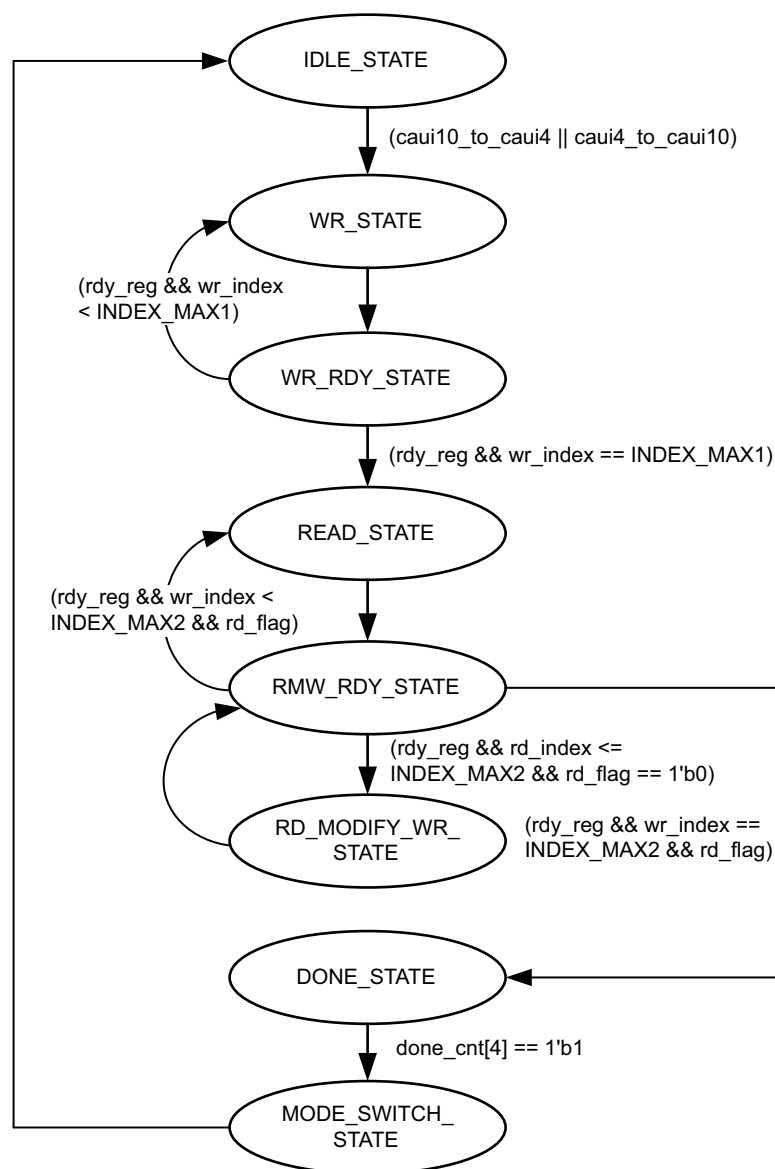 IDLE_STATE
(caui10_to_caui4 || caui4_to_caui10)
WR_STATE
(rdy_reg && wr_index
< INDEX_MAX1)
WR_RDY_STATE
(rdy_reg && wr_index == INDEX_MAX1)
READ_STATE
(rdy_reg && wr_index <
INDEX_MAX2 && rd_flag)
RMW_RDY_STATE
(rdy_reg && rd_index <=
INDEX_MAX2 && rd_flag == 1'b0)
RD_MODIFY_WR_
STATE
(rdy_reg && wr_index ==
INDEX_MAX2 && rd_flag)
DONE_STATE
done_cnt[4] == 1'b1
MODE_SWITCH_
STATE